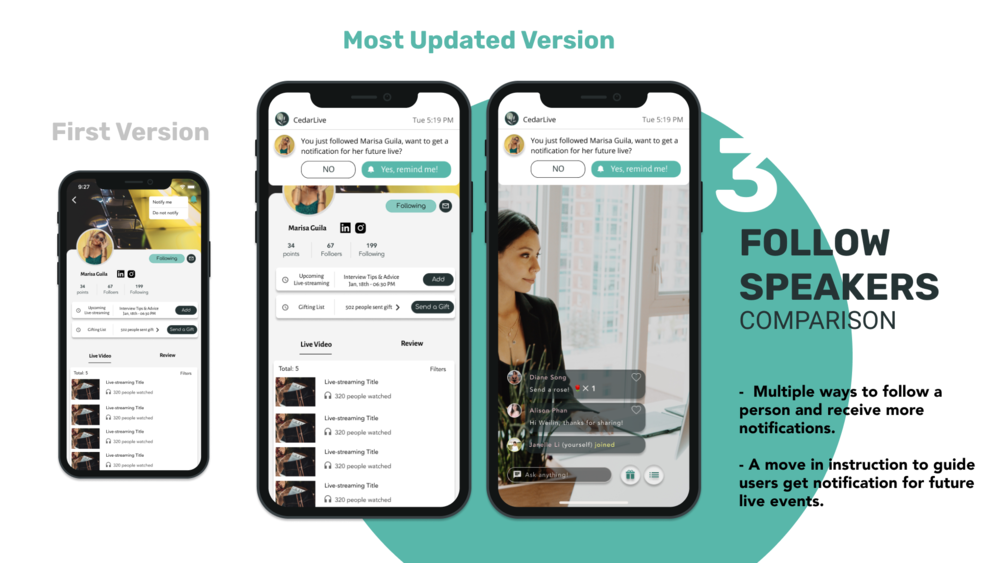 Most Updated Version
First Version
9:27
Notify me
Do not notify
Following
Marisa Guila
34
67
199
points
Follwers
Following
Upcoming
Live-streaming
Interview Tips & Advice
Jan, 18th - 06:30 PM
Add
Gifting List
502 people sent gift
Send a Gift
Live Video
Review
Total: 5
Filters
Live-streaming Title
320 people watched
Live-streaming Title
320 people watched
Live-streaming Title
320 people watched
Live-streaming Title
320 people watched
CedarLive
Tue 5:19 PM
You just followed Marisa Guila, want to get a
notification for her future live?
NO
Yes, remind me!
Following
Marisa Guila
34
67
199
points
Follwers
Following
Upcoming
Live-streaming
Interview Tips & Advice
Jan, 18th - 06:30 PM
Add
Gifting List
502 people sent gift
Send a Gift
Live Video
Review
Total: 5
Filters
Live-streaming Title
320 people watched
Live-streaming Title
320 people watched
Live-streaming Title
320 people watched
Live-streaming Title
320 people watched
Live-streaming Title
320 people watched
CedarLive
Tue 5:19 PM
You just followed Marisa Guila, want to get a
notification for her future live?
NO
Yes, remind me!
Diane Song
Send a rose! X 1
Alison Phan
Hi Weilin, thanks for sharing!
Li (yourself) joined
Ask anything!
3
FOLLOW
SPEAKERS
COMPARISON
- Multiple ways to follow a
person and receive more
notifications.
- A move in instruction to guide
users get notification for future
live events.